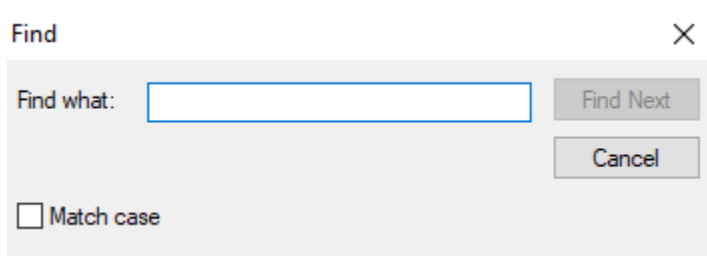 Find
Find what:
Find Next
Cancel
Match case